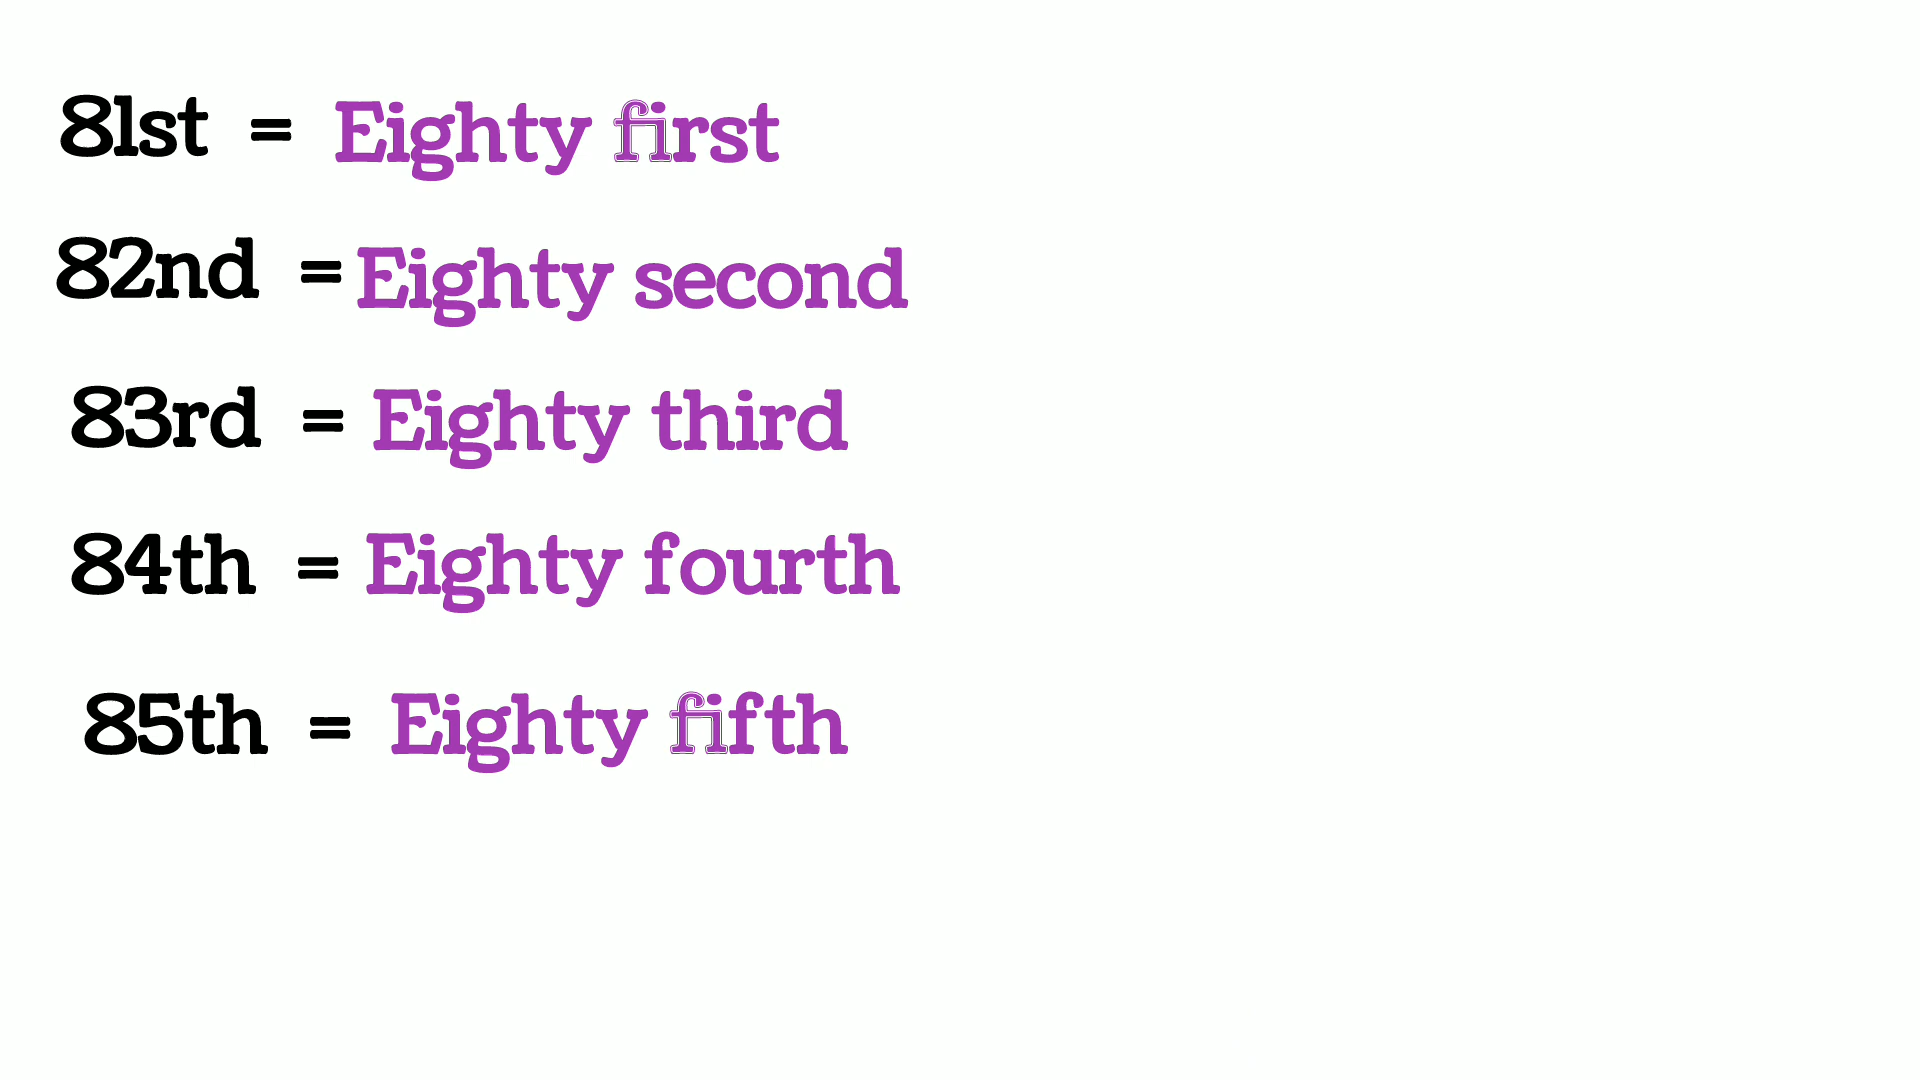 81st = Eighty first
82nd = Eighty second
83rd = Eighty third
84th = Eighty fourth
85th = Eighty fifth